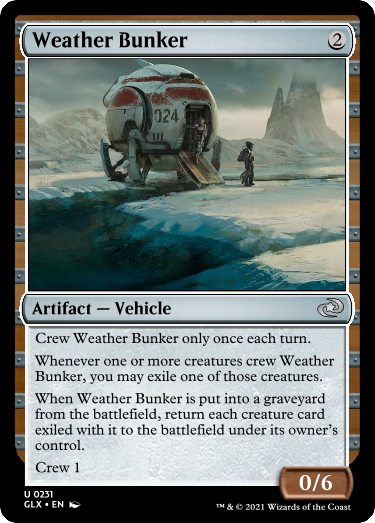 Weather Bunker
2
024
Artifact — Vehicle
Crew Weather Bunker only once each turn.
Whenever one or more creatures crew Weather
Bunker, you may exile one of those creatures.
When Weather Bunker is put into a graveyard
from the battlefield, return each creature card
exiled with it to the battlefield under its owner's
control.
Crew 1
0/6
U 0231
GLX • EN
™ & © 2021 Wizards of the Coast